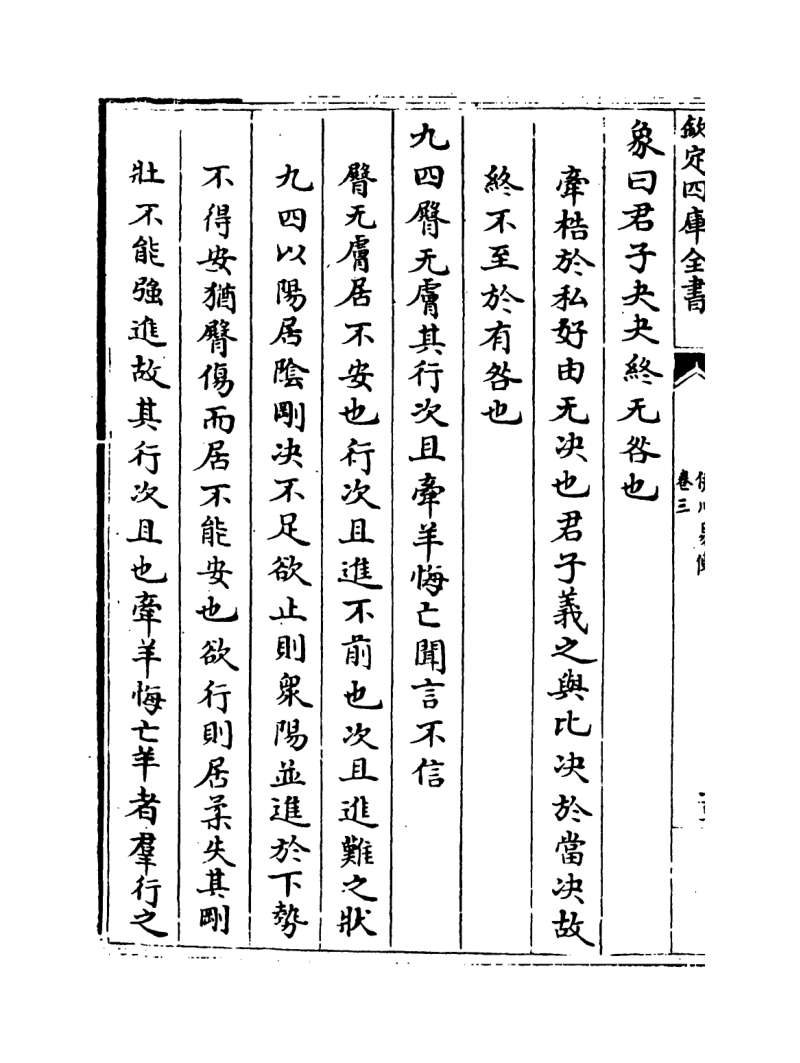 欽定四庫全書
卷三
象曰君子夬夬終无咎也
牽梏於私好由无决也君子義之與比决於當决故
終不至於有咎也
九四臀无膚其行次且牽羊悔亡聞言不信
臀无膚居不安也行次且進不前也次且進難之狀
九四以陽居陰剛决不足欲止則衆陽並進於下勢
不得安猶臀傷而居不能安也欲行則居柔失其剛
壯不能強進故其行次且也牽羊悔亡羊者羣行之